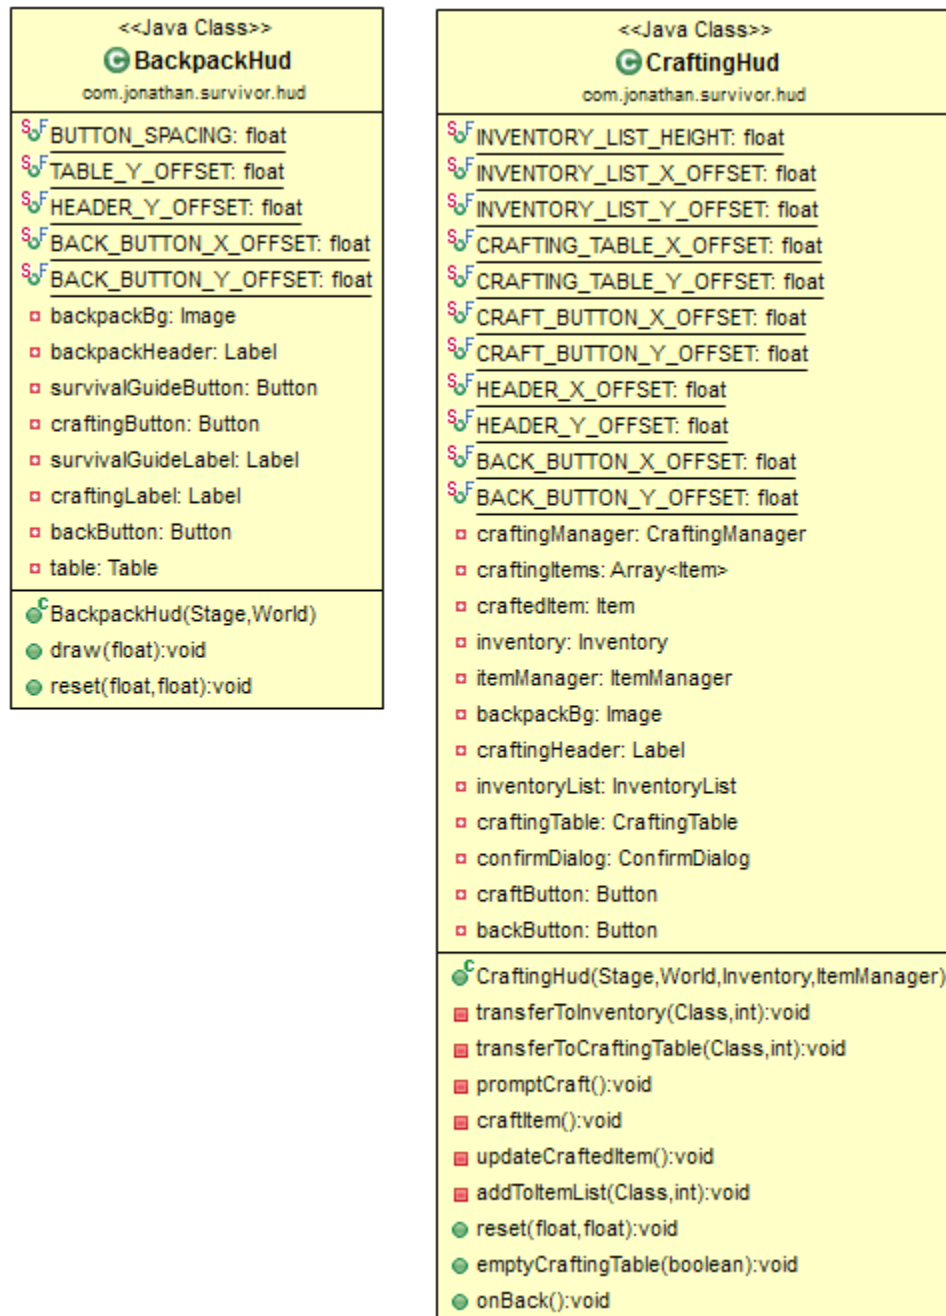 <<Java Class>>
BackpackHud
com.jonathan.survivor.hud
BUTTON_SPACING: float
TABLE_Y_OFFSET: float
HEADER_Y_OFFSET: float
BACK_BUTTON_X_OFFSET: float
BACK_BUTTON_Y_OFFSET: float
backpackBg: Image
backpackHeader: Label
survivalGuideButton: Button
craftingButton: Button
survivalGuideLabel: Label
craftingLabel: Label
backButton: Button
table: Table
BackpackHud(Stage,World)
draw(float):void
reset(float,float):void
<<Java Class>>
CraftingHud
com.jonathan.survivor.hud
INVENTORY_LIST_HEIGHT: float
INVENTORY_LIST_X_OFFSET: float
INVENTORY_LIST_Y_OFFSET: float
CRAFTING_TABLE_X_OFFSET: float
CRAFTING_TABLE_Y_OFFSET: float
CRAFT_BUTTON_X_OFFSET: float
CRAFT_BUTTON_Y_OFFSET: float
HEADER_X_OFFSET: float
HEADER_Y_OFFSET: float
BACK_BUTTON_X_OFFSET: float
BACK_BUTTON_Y_OFFSET: float
craftingManager: CraftingManager
craftingItems: Array<Item>
craftedItem: Item
inventory: Inventory
itemManager: ItemManager
backpackBg: Image
craftingHeader: Label
inventoryList: InventoryList
craftingTable: CraftingTable
confirmDialog: ConfirmDialog
craftButton: Button
backButton: Button
CraftingHud(Stage,World,Inventory,ItemManager)
transferToInventory(Class,int):void
transferToCraftingTable(Class,int):void
promptCraft():void
craftItem():void
updateCraftedItem():void
addToItemList(Class,int):void
reset(float,float):void
emptyCraftingTable(boolean):void
onBack():void